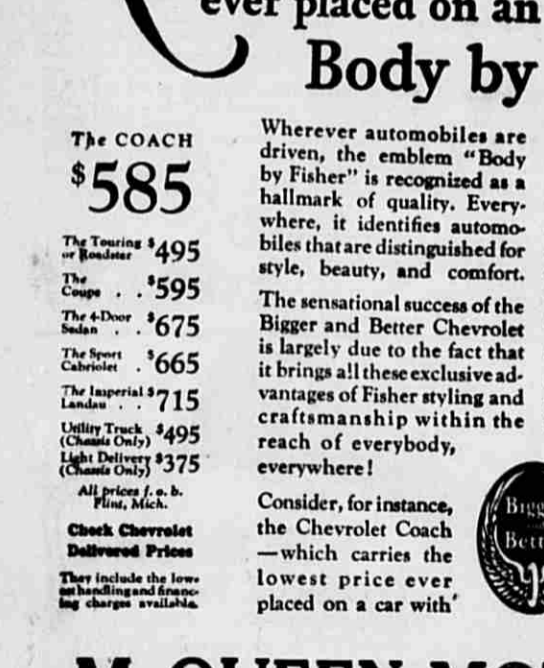 ever placed on an
Body by
The COACH
$585
The Touring
or Roadster $495
The
Coupe . . $595
The 4-Door
Sedan . . $675
The Sport
Cabriolet . $665
The Imperial
Landau . . $715
Utility Truck
(Chassis Only) $495
Light Delivery
(Chassis Only) $375
All prices f. o. b.
Flint, Mich.
Check Chevrolet
Delivered Prices
They include the low-
est handling and financ-
ing charges available.
Wherever automobiles are
driven, the emblem "Body
by Fisher" is recognized as a
hallmark of quality. Every-
where, it identifies automo-
biles that are distinguished for
style, beauty, and comfort.
The sensational success of the
Bigger and Better Chevrolet
is largely due to the fact that
it brings all these exclusive ad-
vantages of Fisher styling and
craftsmanship within the
reach of everybody,
everywhere!
Consider, for instance,
the Chevrolet Coach
—which carries the
lowest price ever
placed on a car with
Bigg
Bett